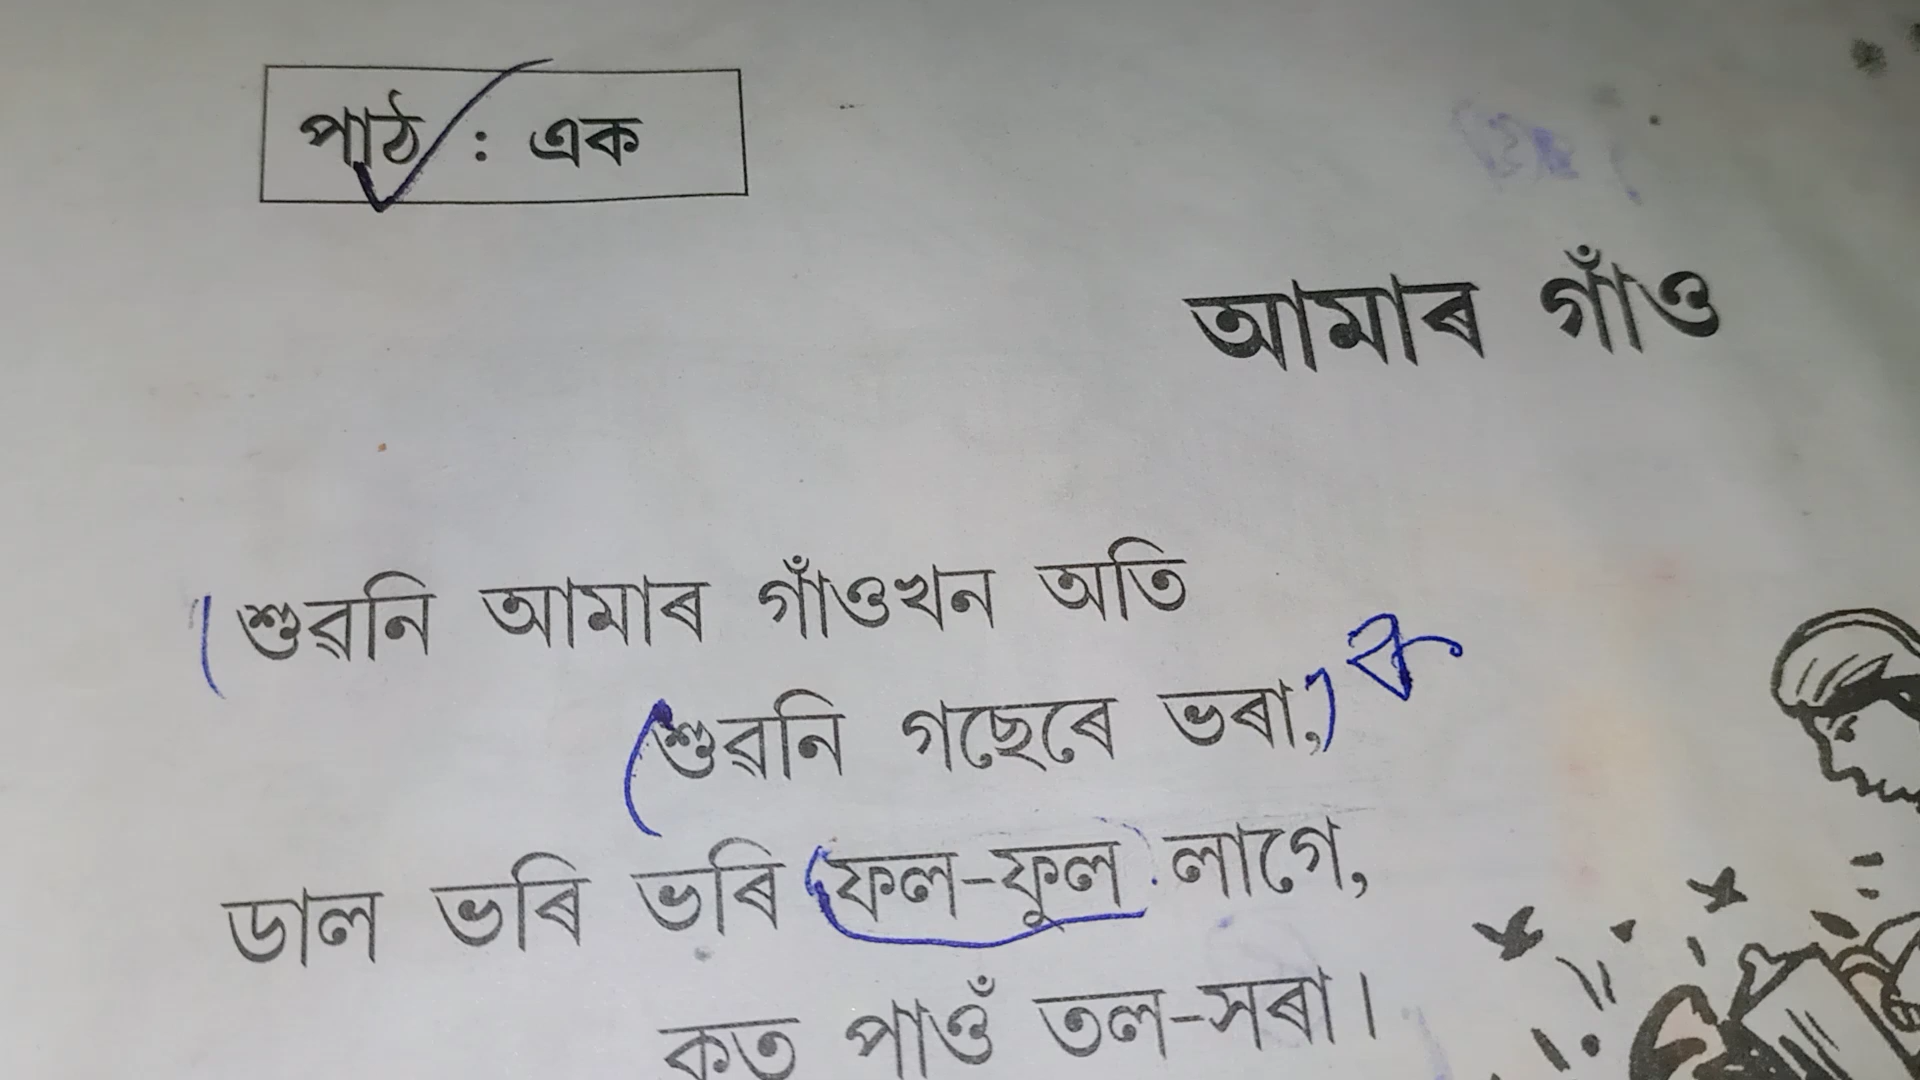 পাঠ : এক
আমাৰ গাঁও
শুৱনি আমাৰ গাঁওখন অতি
শুৱনি গছেৰে ভৰা,
ডাল ভৰি ভৰি ফল-ফুল লাগে,
কত পাওঁ তল-সৰা।